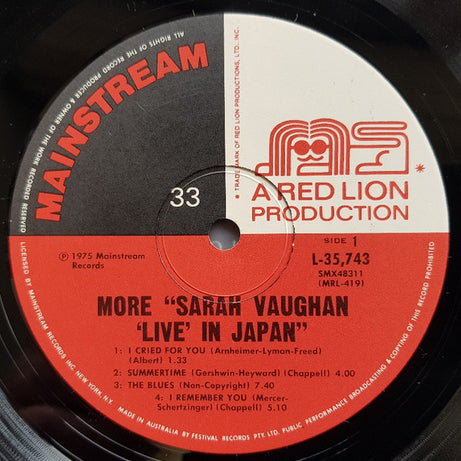 MAINSTREAM
33
A RED LION
PRODUCTION
® TRADEMARK OF RED LION PRODUCTIONS, LTD., INC.
SIDE 1
L-35,743
SMX48311
(MRL-419)
Ⓟ 1975 Mainstream
Records
MORE “SARAH VAUGHAN
‘LIVE’ IN JAPAN”
1: I CRIED FOR YOU (Arnheimer-Lyman-Freed)
(Albert) 1.33
2: SUMMERTIME (Gershwin-Heyward) (Chappell) 4.00
3: THE BLUES (Non-Copyright) 7.40
4: I REMEMBER YOU (Mercer-
Schertzinger) (Chappell) 5.10
ALL RIGHTS OF THE RECORD PRODUCER & OWNER OF THE WORK RECORDED RESERVED
LICENSED BY MAINSTREAM RECORDS INC. NEW YORK, N.Y.
MADE IN AUSTRALIA BY FESTIVAL RECORDS PTY. LTD.
PUBLIC PERFORMANCE BROADCASTING & COPYING OF THIS RECORD PROHIBITED